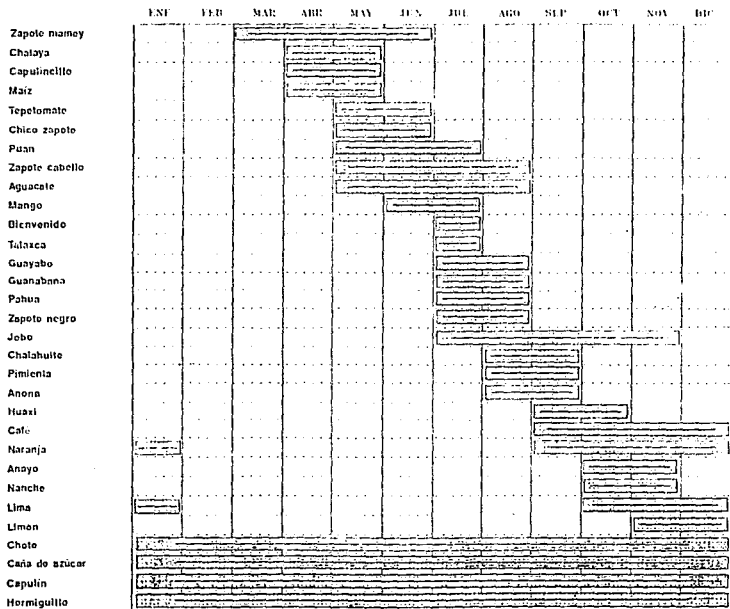 ENE FEB MAR ABR MAY JUN JUL AGO SEP OCU NOV DIC
Zapote mamey
Chalaya
Capulincillo
Maíz
Tepetomate
Chico zapote
Puan
Zapote cabello
Aguacate
Mango
Bienvenido
Talaxca
Guayabo
Guanabana
Pahua
Zapote negro
Jobo
Chalahuite
Pimienta
Anona
Huaxi
Café
Naranja
Anayo
Nanche
Lima
Limon
Chote
Caña de azúcar
Capulín
Hormiguillo